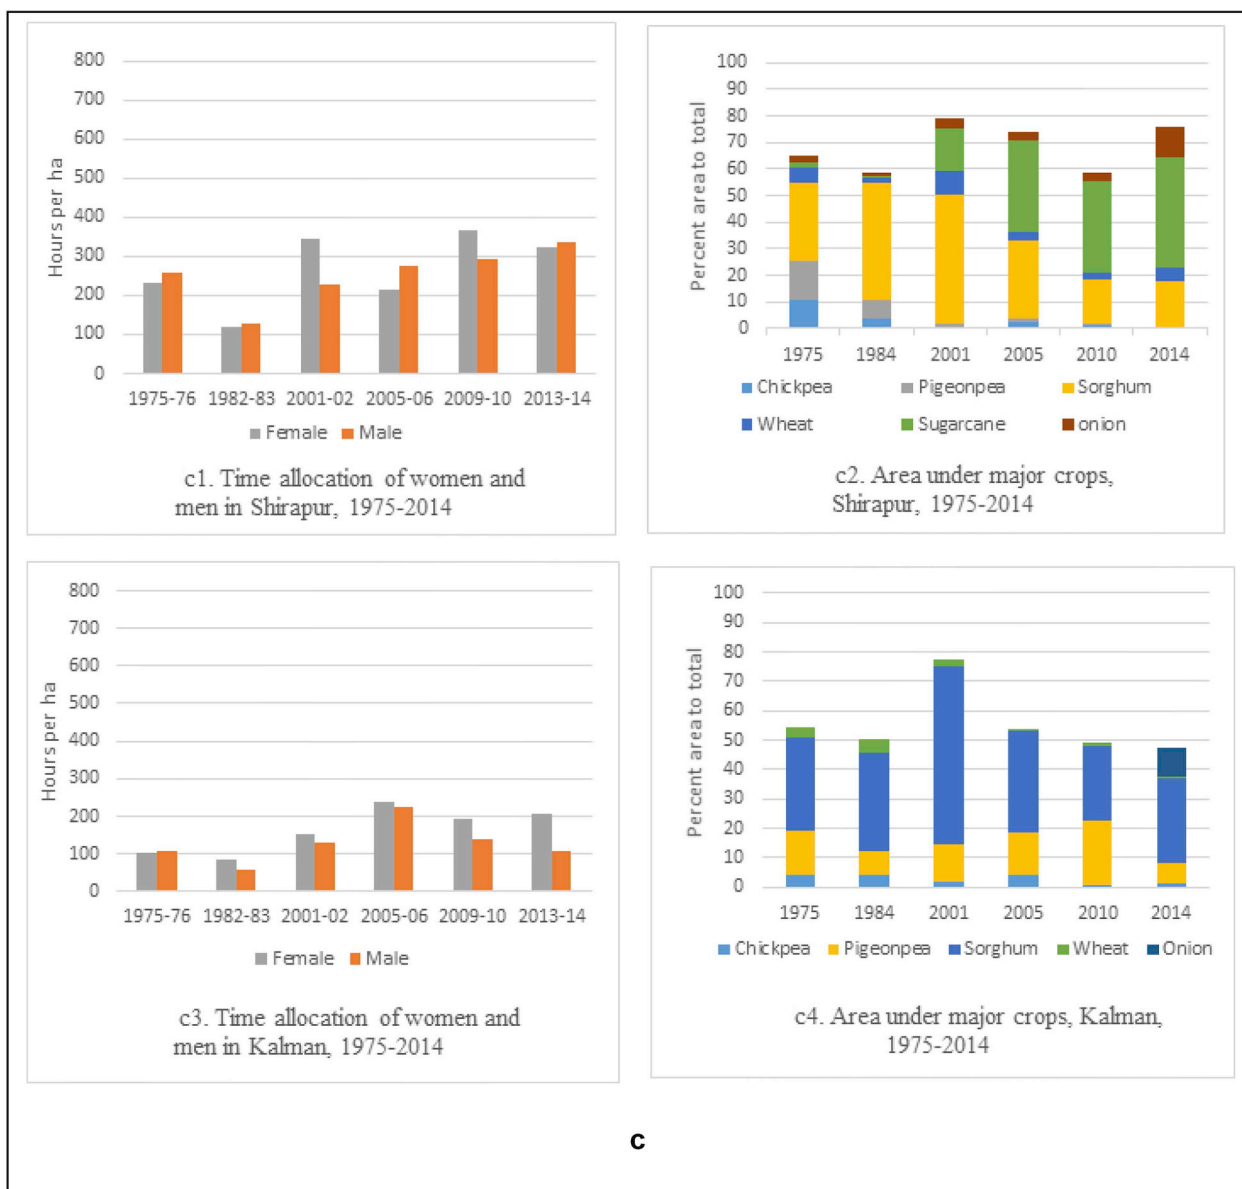 800
700
600
500
400
300
200
100
0
Hours per ha
1975-76 1982-83 2001-02 2005-06 2009-10 2013-14
Female Male
c1. Time allocation of women and
men in Shirapur, 1975-2014
100
90
80
70
60
50
40
30
20
10
0
Percent area to total
1975 1984 2001 2005 2010 2014
Chickpea Pigeonpea Sorghum
Wheat Sugarcane onion
c2. Area under major crops,
Shirapur, 1975-2014
800
700
600
500
400
300
200
100
0
Hours per ha
1975-76 1982-83 2001-02 2005-06 2009-10 2013-14
Female Male
c3. Time allocation of women and
men in Kalman, 1975-2014
100
90
80
70
60
50
40
30
20
10
0
Percent area to total
1975 1984 2001 2005 2010 2014
Chickpea Pigeonpea Sorghum Wheat Onion
c4. Area under major crops, Kalman,
1975-2014
c